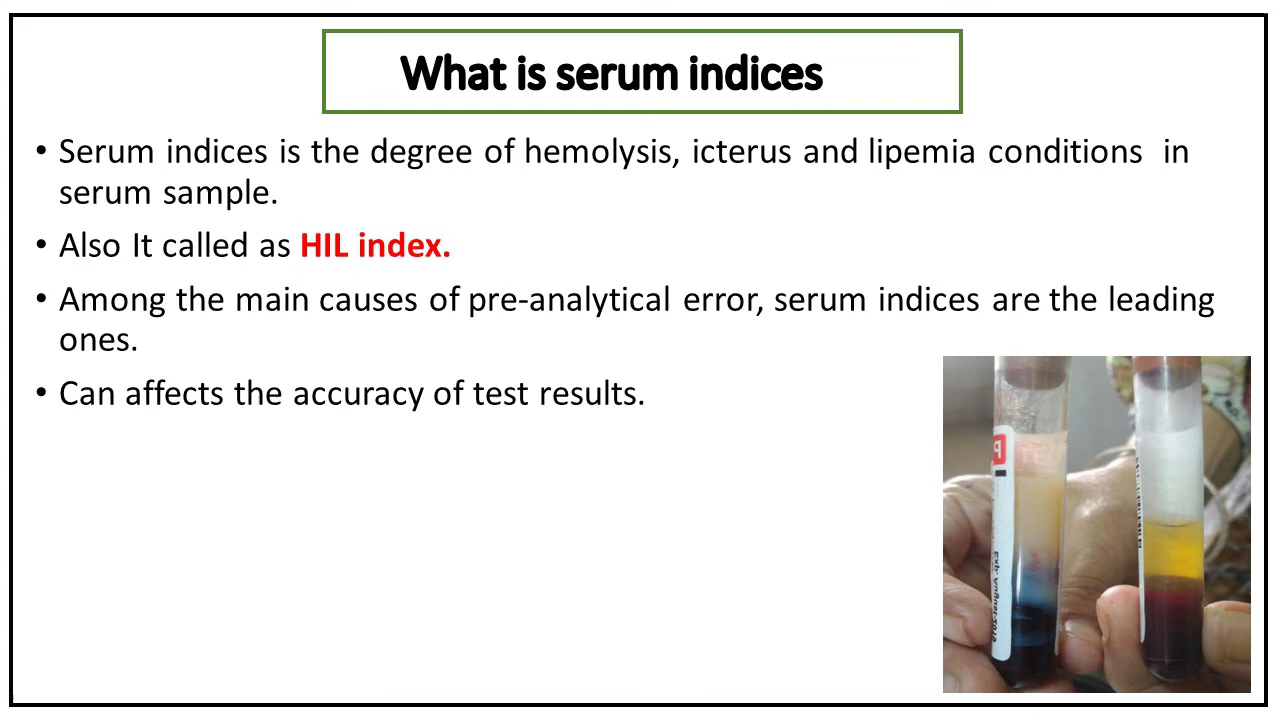 What is serum indices
• Serum indices is the degree of hemolysis, icterus and lipemia conditions in
serum sample.
• Also It called as HIL index.
• Among the main causes of pre-analytical error, serum indices are the leading
ones.
• Can affects the accuracy of test results.